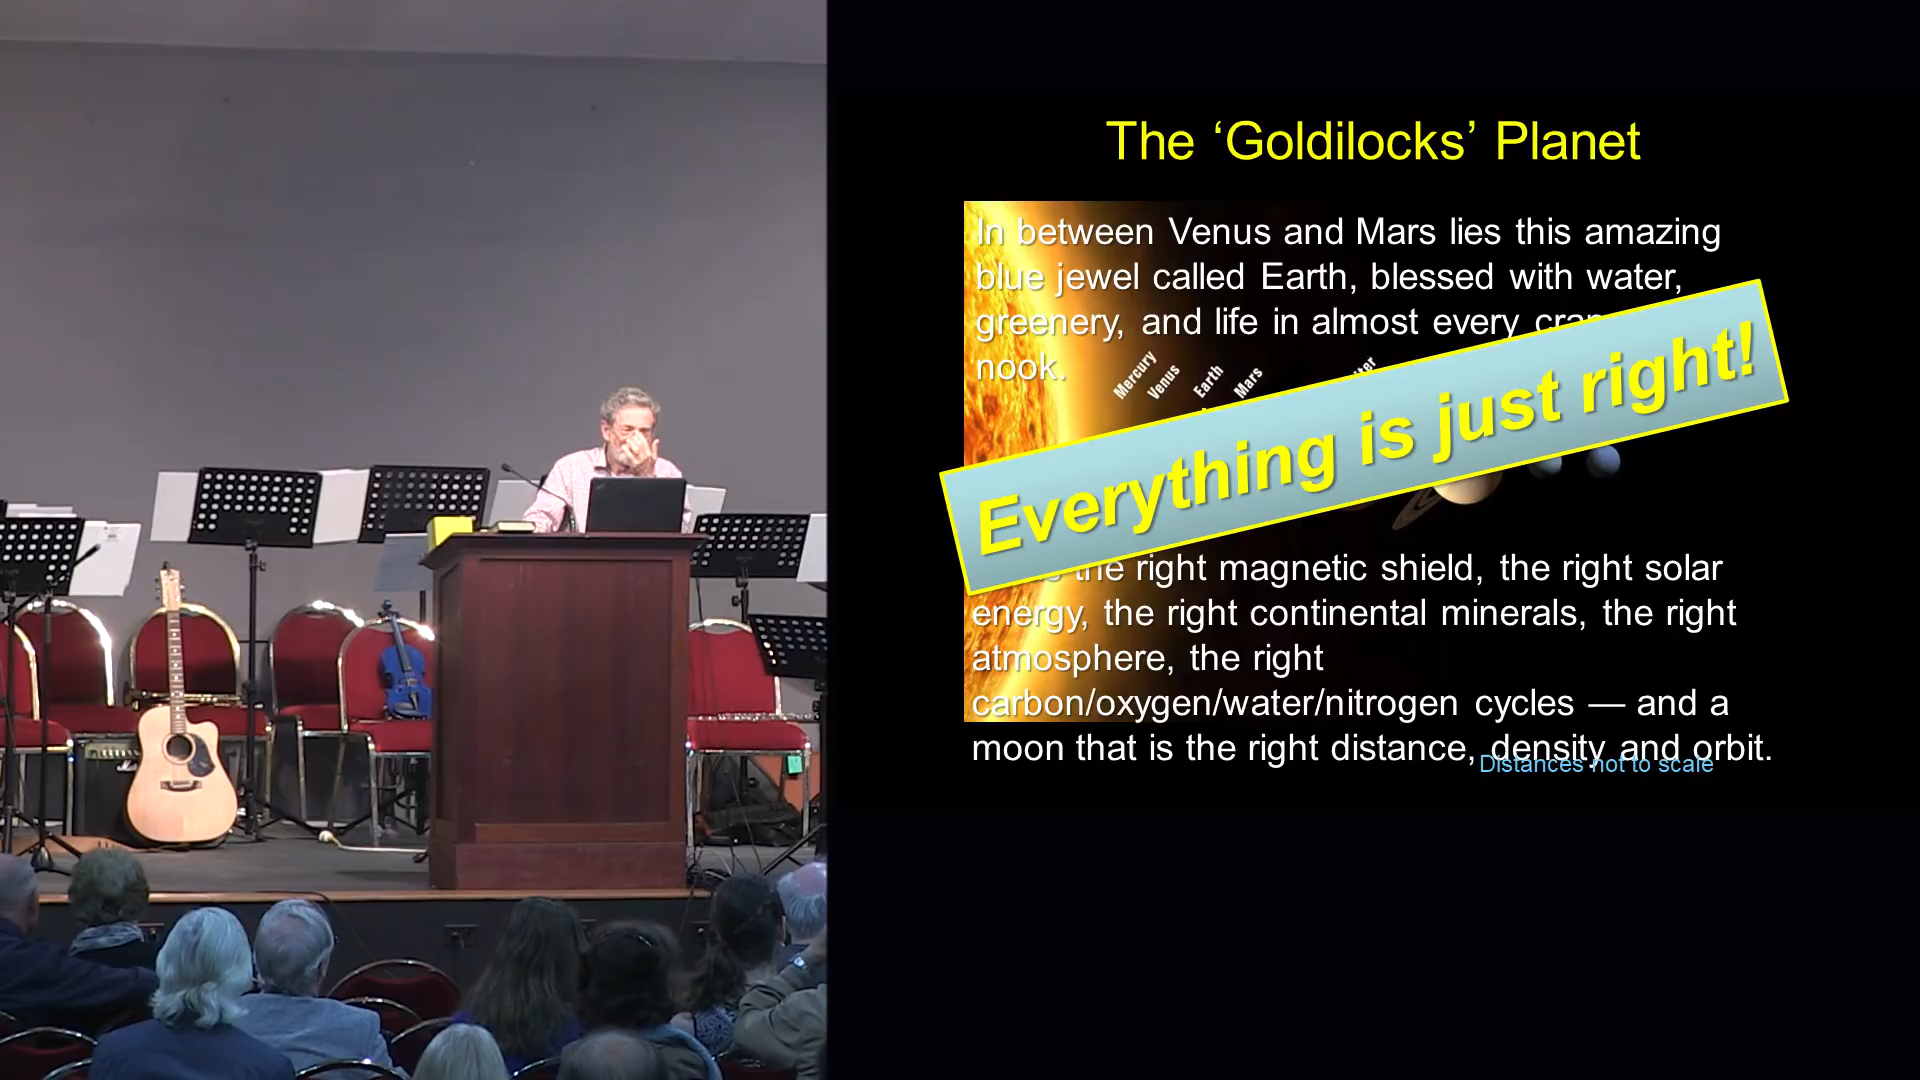 The ‘Goldilocks’ Planet
In between Venus and Mars lies this amazing
blue jewel called Earth, blessed with water,
greenery, and life in almost every
nook.
Mercury
Venus
Earth
Mars
Everything is just right!
the right magnetic shield, the right solar
energy, the right continental minerals, the right
atmosphere, the right
carbon/oxygen/water/nitrogen cycles — and a
moon that is the right distance, density and orbit.
Distances not to scale